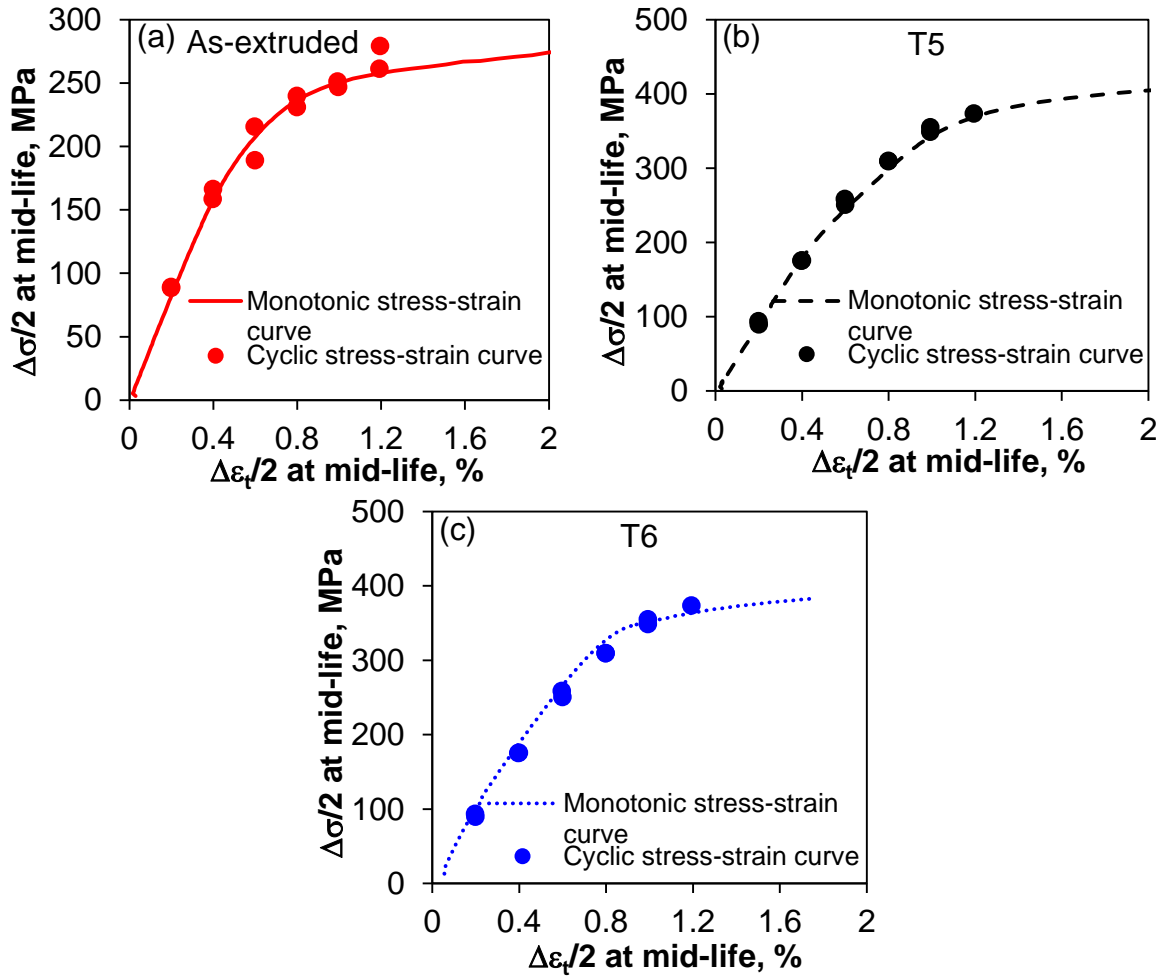 (a)
As-extruded
300
250
200
150
100
50
0
Δσ/2 at mid-life, MPa
Monotonic stress-strain
curve
Cyclic stress-strain curve
0 0.4 0.8 1.2 1.6 2
Δεt/2 at mid-life, %
(b)
T5
500
400
300
200
100
0
Δσ/2 at mid-life, MPa
Monotonic stress-strain
curve
Cyclic stress-strain curve
0 0.4 0.8 1.2 1.6 2
Δεt/2 at mid-life, %
(c)
T6
500
400
300
200
100
0
Δσ/2 at mid-life, MPa
Monotonic stress-strain
curve
Cyclic stress-strain curve
0 0.4 0.8 1.2 1.6 2
Δεt/2 at mid-life, %